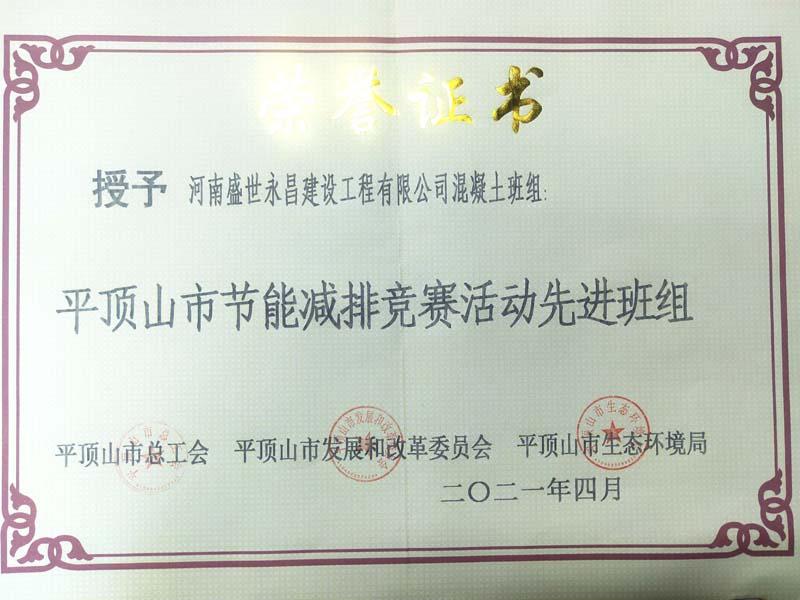 荣誉证书
授予 河南盛世永昌建设工程有限公司混凝土班组:
平顶山市节能减排竞赛活动先进班组
平顶山市总工会 平顶山市发展和改革委员会 平顶山市生态环境局
二〇二一年四月